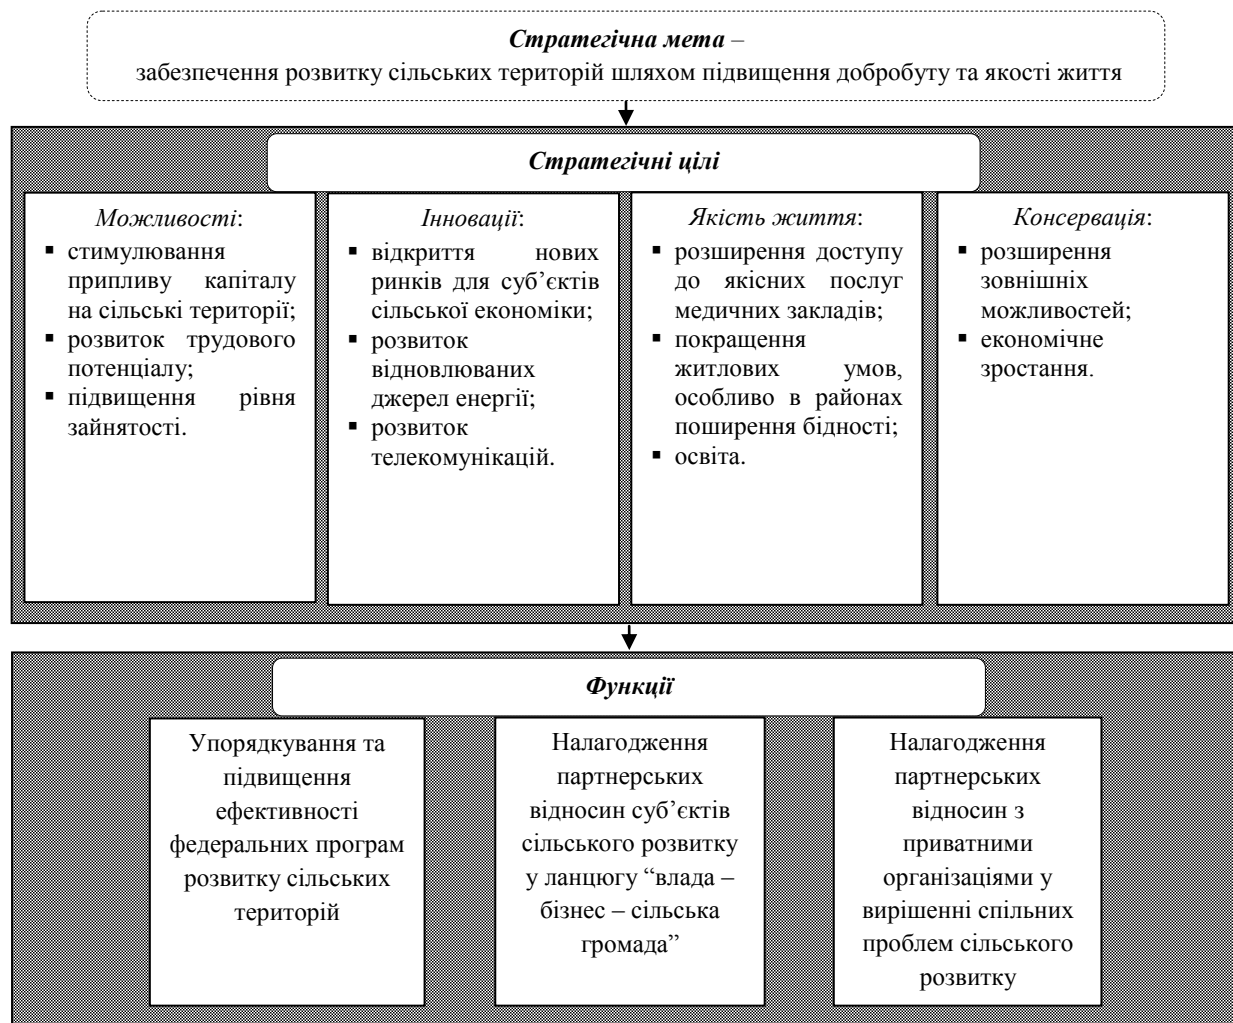 Стратегічна мета –
забезпечення розвитку сільських територій шляхом підвищення добробуту та якості життя
Стратегічні цілі
Можливості:
▪ стимулювання
припливу капіталу
на сільські території;
▪ розвиток трудового
потенціалу;
▪ підвищення рівня
зайнятості.
Інновації:
▪ відкриття нових
ринків для суб’єктів
сільської економіки;
▪ розвиток
відновлюваних
джерел енергії;
▪ розвиток
телекомунікацій.
Якість життя:
▪ розширення доступу
до якісних послуг
медичних закладів;
▪ покращення
житлових умов,
особливо в районах
поширення бідності;
▪ освіта.
Консервація:
▪ розширення
зовнішніх
можливостей;
▪ економічне
зростання.
Функції
Упорядкування та
підвищення
ефективності
федеральних програм
розвитку сільських
територій
Налагодження
партнерських
відносин суб’єктів
сільського розвитку
у ланцюгу “влада –
бізнес – сільська
громада”
Налагодження
партнерських
відносин з
приватними
організаціями у
вирішенні спільних
проблем сільського
розвитку